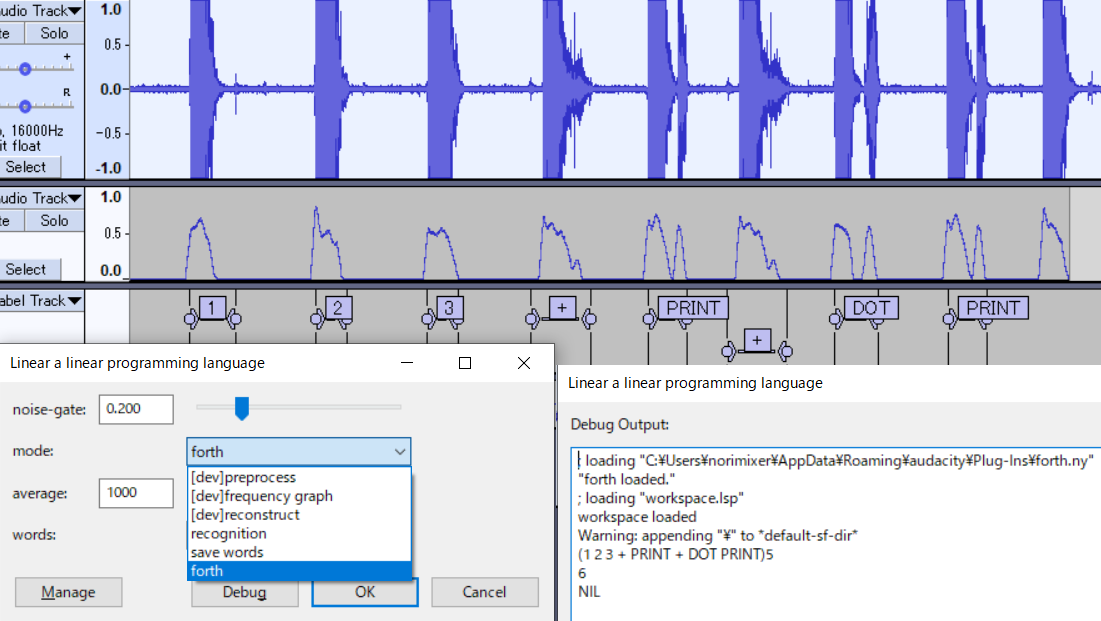 udio Track▼
te Solo
+
R
o, 16000Hz
it float
Select
1.0
0.5
0.0
-0.5
-1.0
udio Track▼
te Solo
Select
1.0
0.5
0.0
abel Track▼
1 2 3 + PRINT + DOT PRINT
Linear a linear programming language
noise-gate: 0.200
mode: forth
[dev]preprocess
[dev]frequency graph
[dev]reconstruct
recognition
save words
forth
average: 1000
words:
Manage Debug OK Cancel
Linear a linear programming language
Debug Output:
; loading "C:¥Users¥norimixer¥AppData¥Roaming¥audacity¥Plug-Ins¥forth.ny"
"forth loaded."
; loading "workspace.lsp"
workspace loaded
Warning: appending "¥" to *default-sf-dir*
(1 2 3 + PRINT + DOT PRINT)5
6
NIL